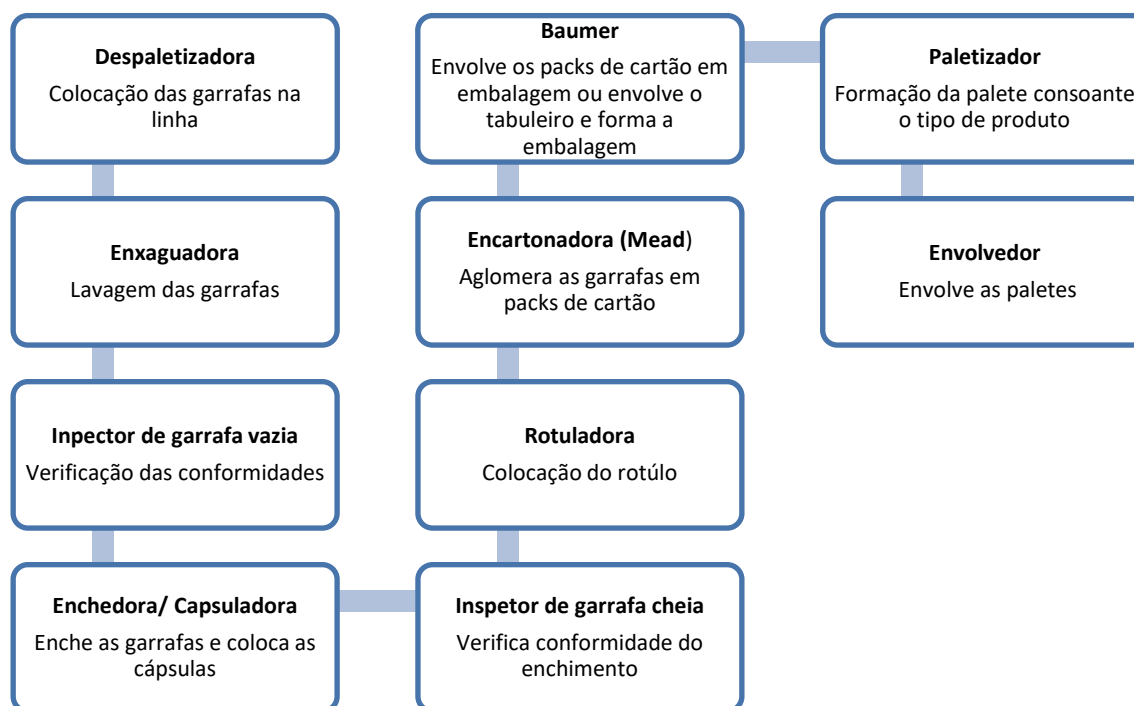 Despaletizadora
Colocação das garrafas na
linha
Enxaguadora
Lavagem das garrafas
Inpector de garrafa vazia
Verificação das conformidades
Enchedora/ Capsuladora
Enche as garrafas e coloca as
cápsulas
Inspetor de garrafa cheia
Verifica conformidade do
enchimento
Rotuladora
Colocação do rotúlo
Encartonadora (Mead)
Aglomera as garrafas em
packs de cartão
Baumer
Envolve os packs de cartão em
embalagem ou envolve o
tabuleiro e forma a
embalagem
Paletizador
Formação da palete consoante
o tipo de produto
Envolvedor
Envolve as paletes